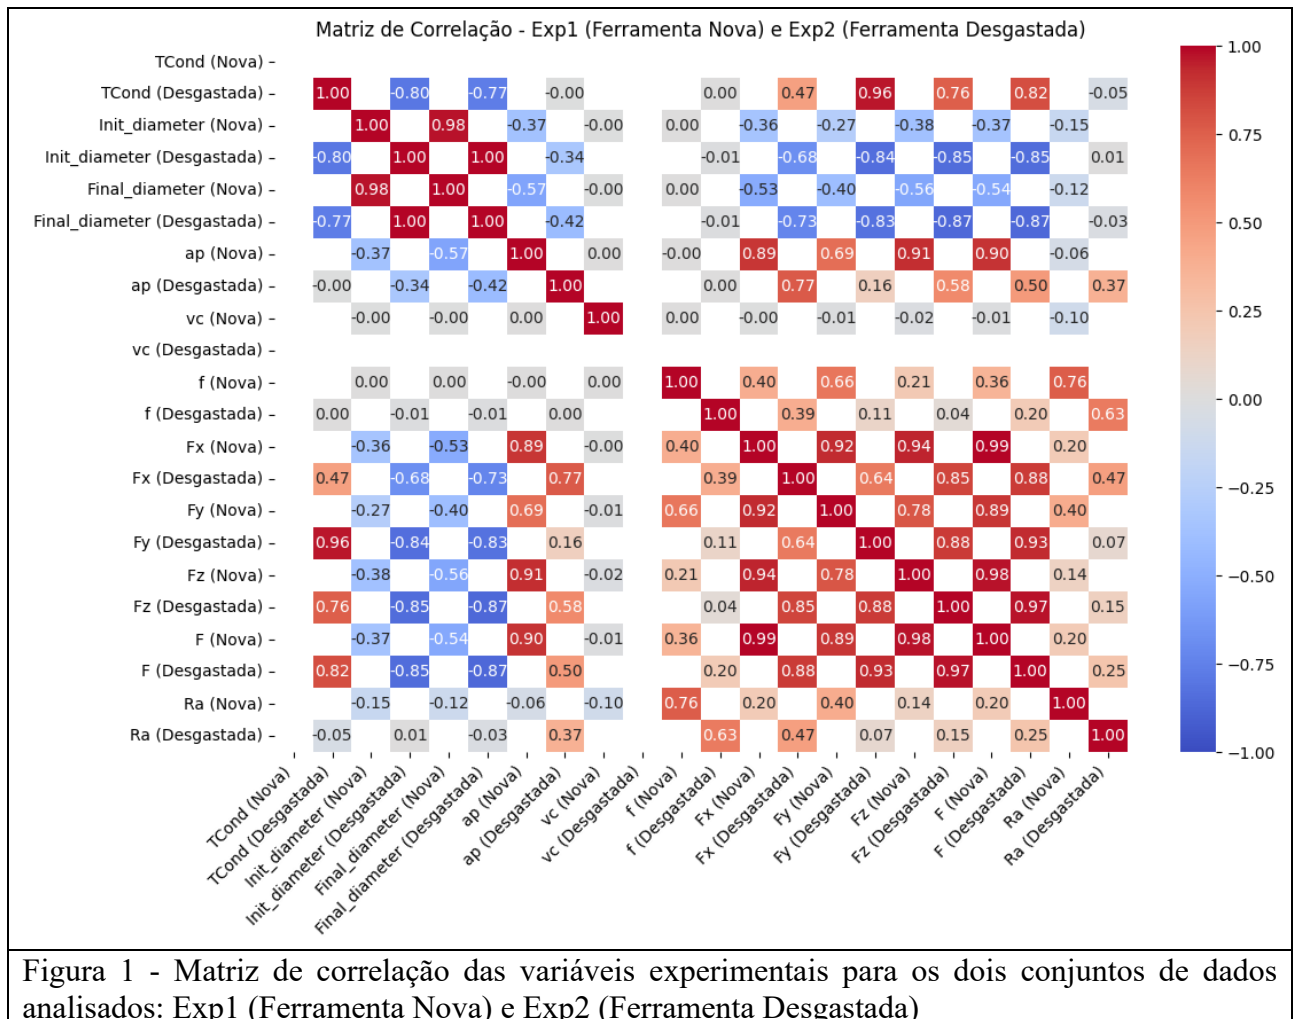 Matriz de Correlação - Exp1 (Ferramenta Nova) e Exp2 (Ferramenta Desgastada)
TCond (Nova)
TCond (Desgastada) 1.00 -0.80 -0.77 -0.00 0.00 0.47 0.96 0.76 0.82 -0.05
Init_diameter (Nova) 1.00 0.98 -0.37 -0.00 0.00 -0.36 -0.27 -0.38 -0.37 -0.15
Init_diameter (Desgastada) -0.80 1.00 1.00 -0.34 -0.01 -0.68 -0.84 -0.85 -0.85 0.01
Final_diameter (Nova) 0.98 1.00 -0.57 -0.00 0.00 -0.53 -0.40 -0.56 -0.54 -0.12
Final_diameter (Desgastada) -0.77 1.00 1.00 -0.42 -0.01 -0.73 -0.83 -0.87 -0.87 -0.03
ap (Nova) -0.37 -0.57 1.00 0.00 -0.00 0.89 0.69 0.91 0.90 -0.06
ap (Desgastada) -0.00 -0.34 -0.42 1.00 0.00 0.77 0.16 0.58 0.50 0.37
vc (Nova) -0.00 -0.00 0.00 1.00 0.00 -0.00 -0.01 -0.02 -0.01 -0.10
vc (Desgastada)
f (Nova) 0.00 0.00 -0.00 0.00 1.00 0.40 0.66 0.21 0.36 0.76
f (Desgastada) 0.00 -0.01 -0.01 0.00 1.00 0.39 0.11 0.04 0.20 0.63
Fx (Nova) -0.36 -0.53 0.89 -0.00 0.40 1.00 0.92 0.94 0.99 0.20
Fx (Desgastada) 0.47 -0.68 -0.73 0.77 0.39 1.00 0.64 0.85 0.88 0.47
Fy (Nova) -0.27 -0.40 0.69 -0.01 0.66 0.92 1.00 0.78 0.89 0.40
Fy (Desgastada) 0.96 -0.84 -0.83 0.16 0.11 0.64 1.00 0.88 0.93 0.07
Fz (Nova) -0.38 -0.56 0.91 -0.02 0.21 0.94 0.78 1.00 0.98 0.14
Fz (Desgastada) 0.76 -0.85 -0.87 0.58 0.04 0.85 0.88 1.00 0.97 0.15
F (Nova) -0.37 -0.54 0.90 -0.01 0.36 0.99 0.89 0.98 1.00 0.20
F (Desgastada) 0.82 -0.85 -0.87 0.50 0.20 0.88 0.93 0.97 1.00 0.25
Ra (Nova) -0.15 -0.12 -0.06 -0.10 0.76 0.20 0.40 0.14 0.20 1.00
Ra (Desgastada) -0.05 0.01 -0.03 0.37 0.63 0.47 0.07 0.15 0.25 1.00
TCond (Nova)
TCond (Desgastada)
Init_diameter (Nova)
Init_diameter (Desgastada)
Final_diameter (Nova)
Final_diameter (Desgastada)
ap (Nova)
ap (Desgastada)
vc (Nova)
vc (Desgastada)
f (Nova)
f (Desgastada)
Fx (Nova)
Fx (Desgastada)
Fy (Nova)
Fy (Desgastada)
Fz (Nova)
Fz (Desgastada)
F (Nova)
F (Desgastada)
Ra (Nova)
Ra (Desgastada)
1.00
0.75
0.50
0.25
0.00
−0.25
−0.50
−0.75
−1.00
Figura 1 - Matriz de correlação das variáveis experimentais para os dois conjuntos de dados
analisados: Exp1 (Ferramenta Nova) e Exp2 (Ferramenta Desgastada)